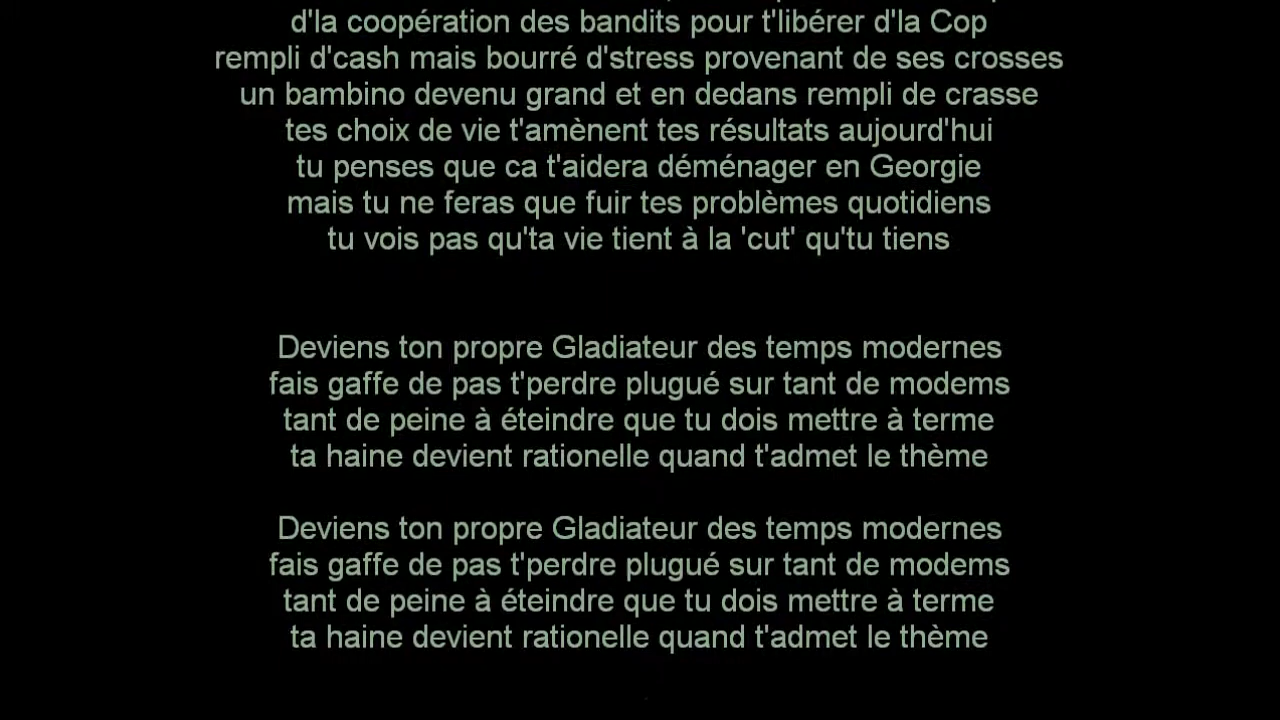 d'la coopération des bandits pour t'libérer d'la Cop
rempli d'cash mais bourré d'stress provenant de ses crosses
un bambino devenu grand et en dedans rempli de crasse
tes choix de vie t'amènent tes résultats aujourd'hui
tu penses que ca t'aidera déménager en Georgie
mais tu ne feras que fuir tes problèmes quotidiens
tu vois pas qu'ta vie tient à la 'cut' qu'tu tiens
Deviens ton propre Gladiateur des temps modernes
fais gaffe de pas t'perdre plugué sur tant de modems
tant de peine à éteindre que tu dois mettre à terme
ta haine devient rationelle quand t'admet le thème
Deviens ton propre Gladiateur des temps modernes
fais gaffe de pas t'perdre plugué sur tant de modems
tant de peine à éteindre que tu dois mettre à terme
ta haine devient rationelle quand t'admet le thème